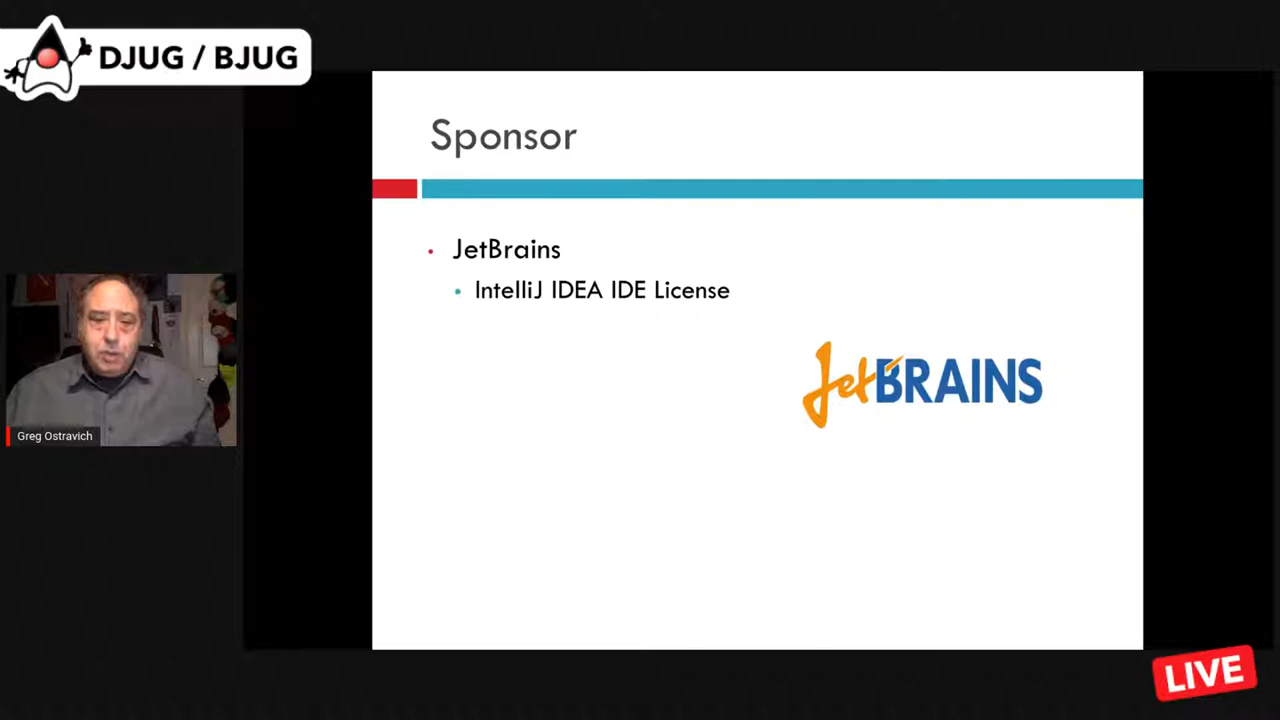 DJUG / BJUG
Sponsor
JetBrains
IntelliJ IDEA IDE License
JetBRAINS
Greg Ostravich
LIVE